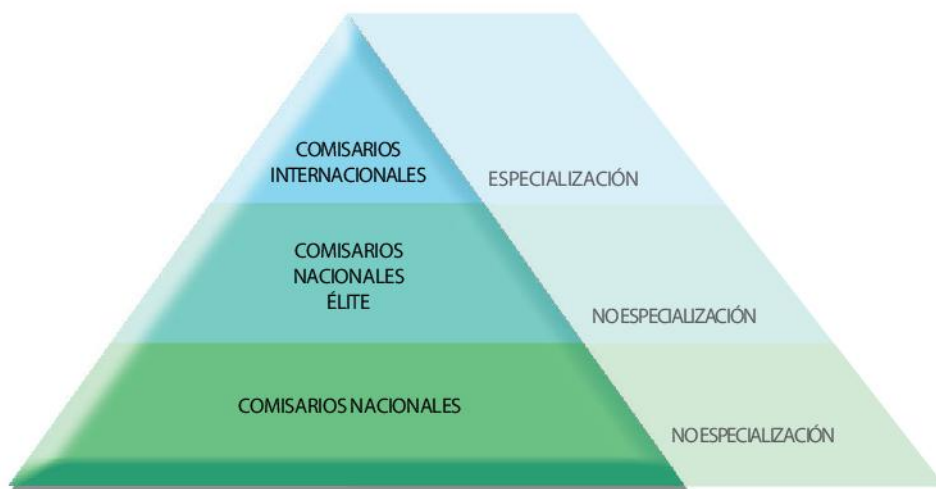 COMISARIOS
INTERNACIONALES
ESPECIALIZACIÓN
COMISARIOS
NACIONALES
ÉLITE
NO ESPECIALIZACIÓN
COMISARIOS NACIONALES
NO ESPECIALIZACIÓN